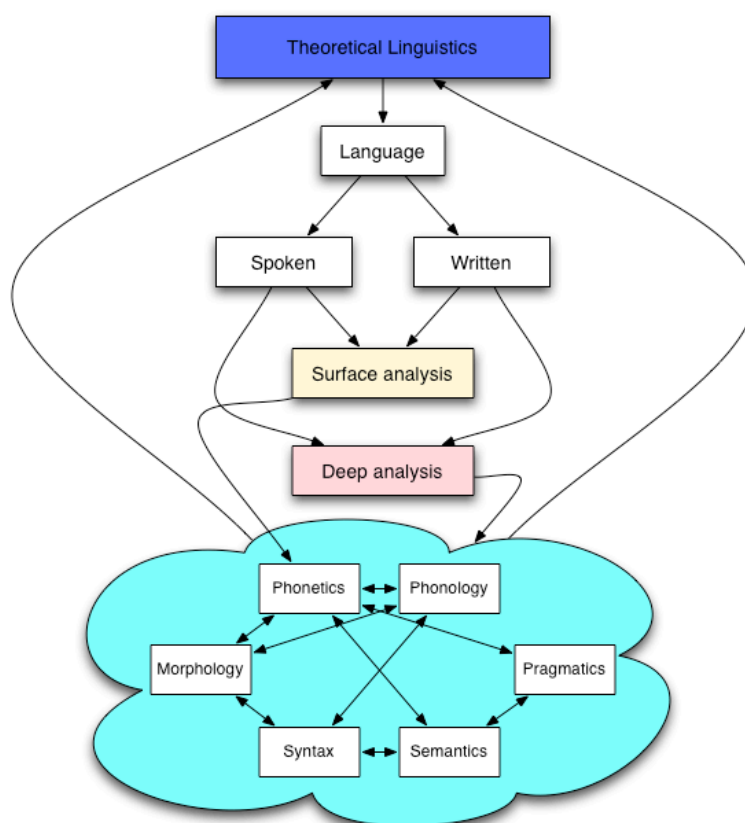 Theoretical Linguistics
Language
Spoken
Written
Surface analysis
Deep analysis
Phonetics
Phonology
Morphology
Pragmatics
Syntax
Semantics